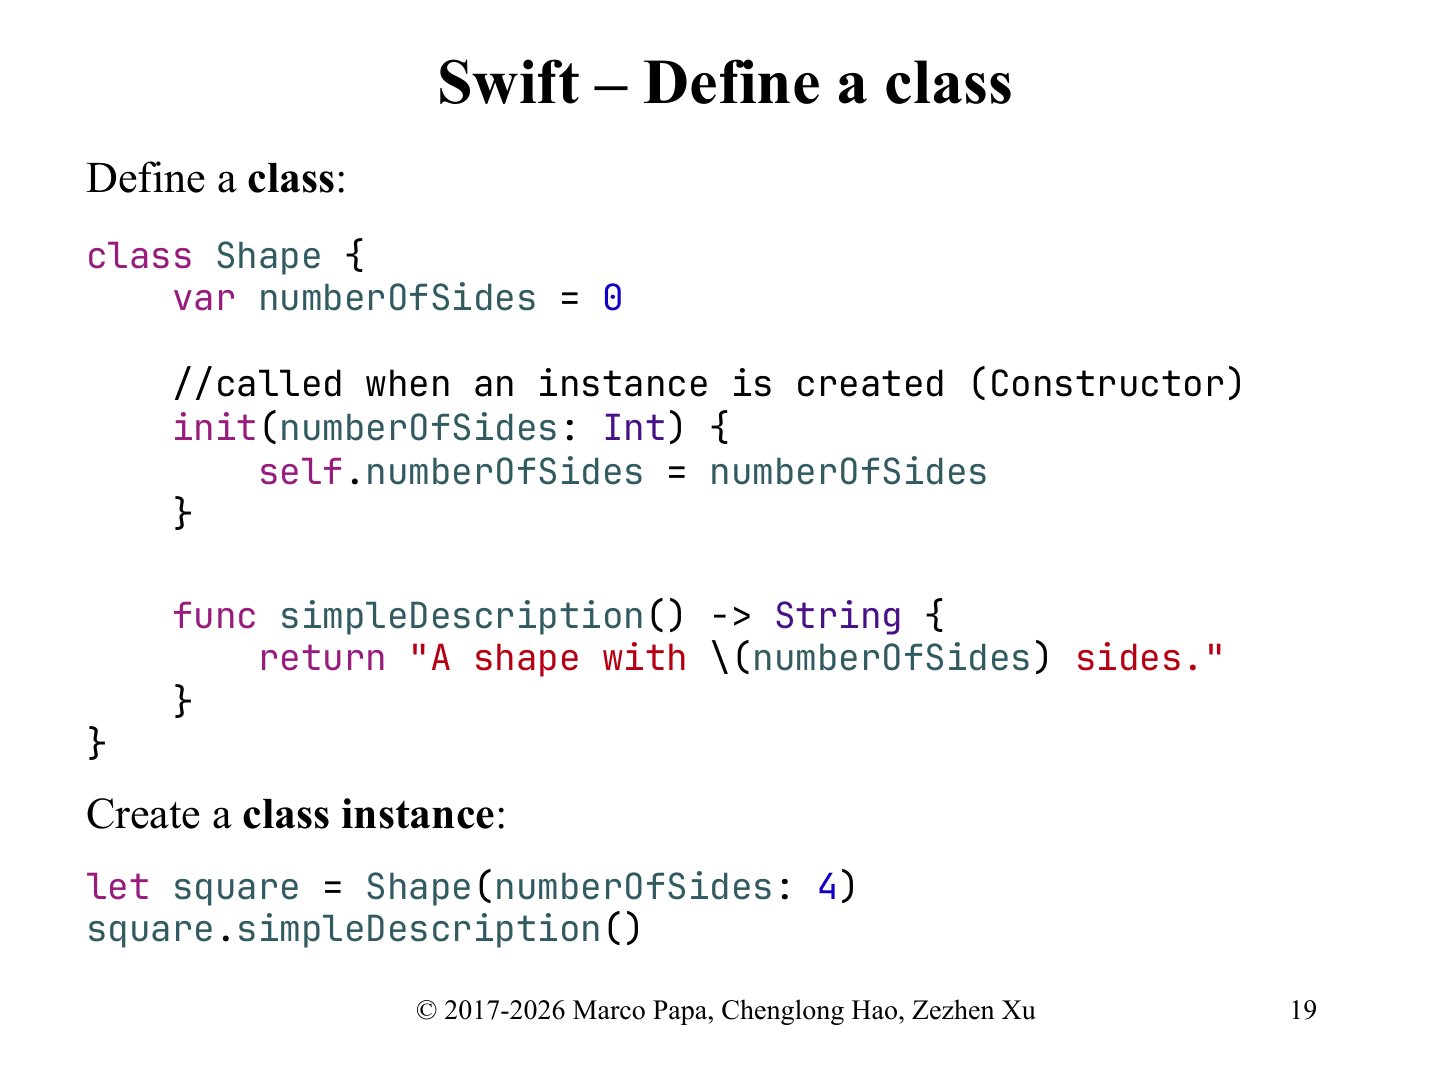 Swift – Define a class
Define a class:
class Shape {
    var numberOfSides = 0
    //called when an instance is created (Constructor)
    init(numberOfSides: Int) {
        self.numberOfSides = numberOfSides
    }
    func simpleDescription() -> String {
        return "A shape with \(numberOfSides) sides."
    }
}
Create a class instance:
let square = Shape(numberOfSides: 4)
square.simpleDescription()
© 2017-2026 Marco Papa, Chenglong Hao, Zezhen Xu
19